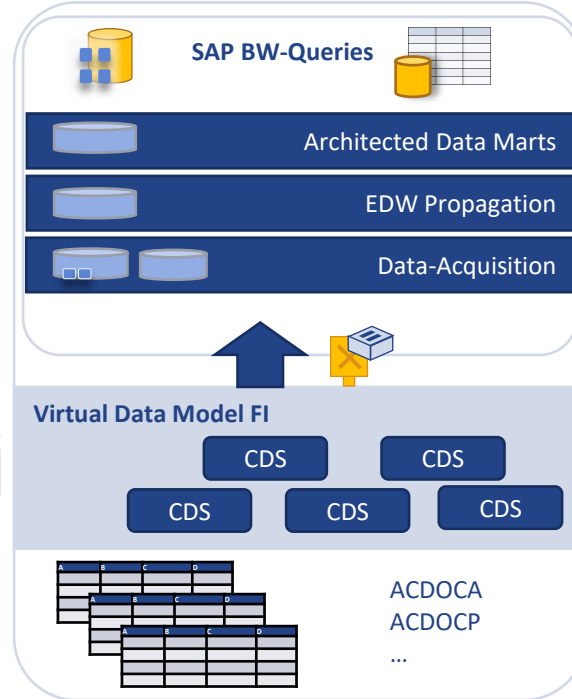 SAP BW-Queries
Architected Data Marts
EDW Propagation
Data-Acquisition
Virtual Data Model FI
CDS CDS
CDS CDS CDS
A B C D
A B C D
A B C D
ACDOCA
ACDOCP
...